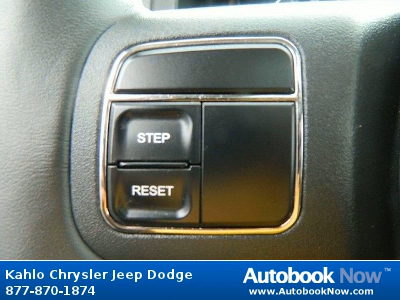 STEP
RESET
Kahlo Chrysler Jeep Dodge
877-870-1874
Autobook Now™
www.AutobookNow.com